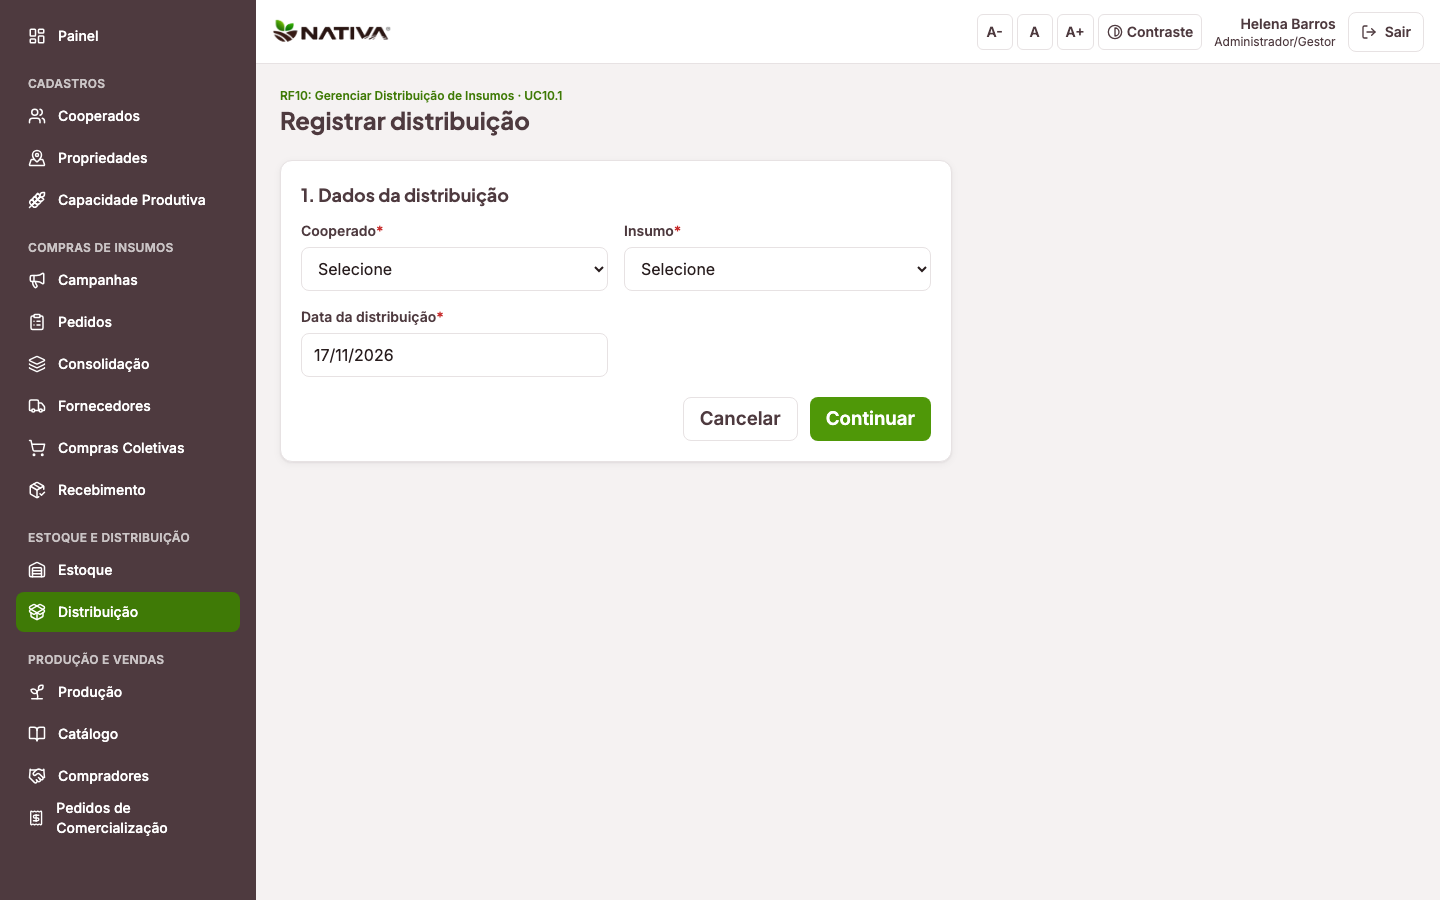 Painel
CADASTROS
Cooperados
Propriedades
Capacidade Produtiva
COMPRAS DE INSUMOS
Campanhas
Pedidos
Consolidação
Fornecedores
Compras Coletivas
Recebimento
ESTOQUE E DISTRIBUIÇÃO
Estoque
Distribuição
PRODUÇÃO E VENDAS
Produção
Catálogo
Compradores
Pedidos de
Comercialização
NATIVA
A-
A
A+
Contraste
Helena Barros
Administrador/Gestor
Sair
RF10: Gerenciar Distribuição de Insumos · UC10.1
Registrar distribuição
1. Dados da distribuição
Cooperado*
Insumo*
Selecione
Selecione
Data da distribuição*
17/11/2026
Cancelar
Continuar